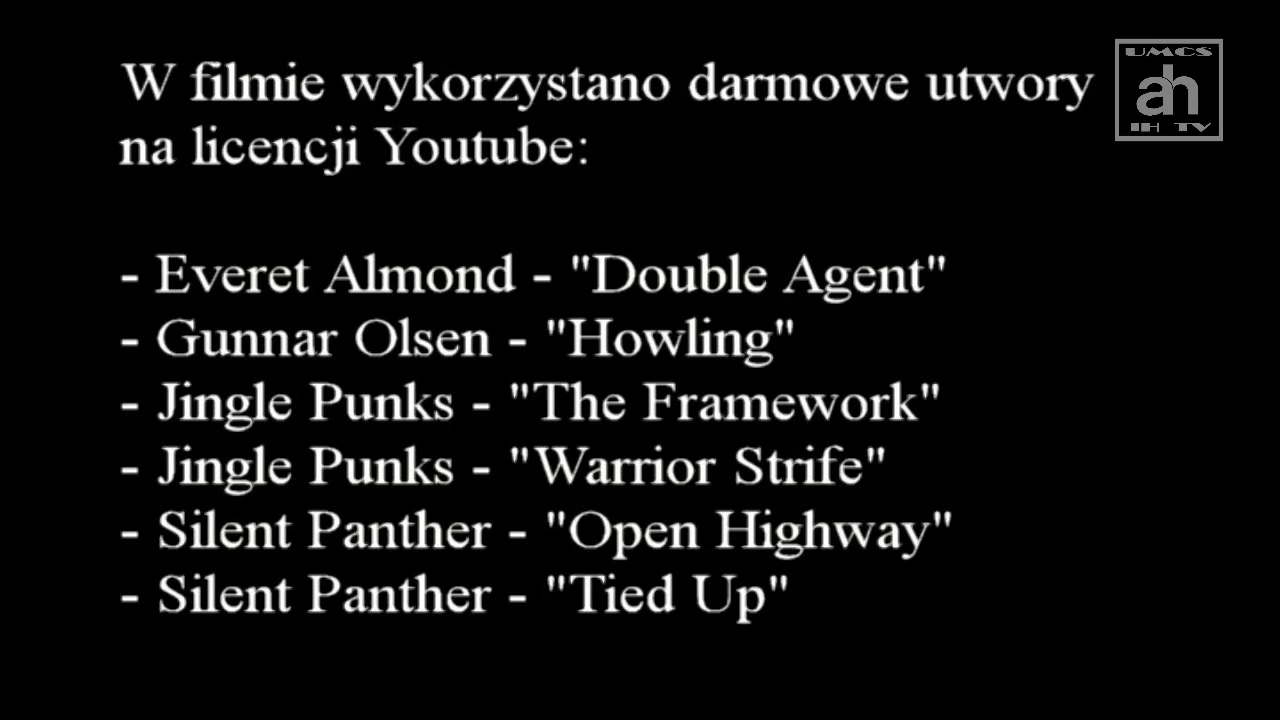 W filmie wykorzystano darmowe utwory
na licencji Youtube:
- Everet Almond - "Double Agent"
- Gunnar Olsen - "Howling"
- Jingle Punks - "The Framework"
- Jingle Punks - "Warrior Strife"
- Silent Panther - "Open Highway"
- Silent Panther - "Tied Up"
UMCS
ah
IH TV